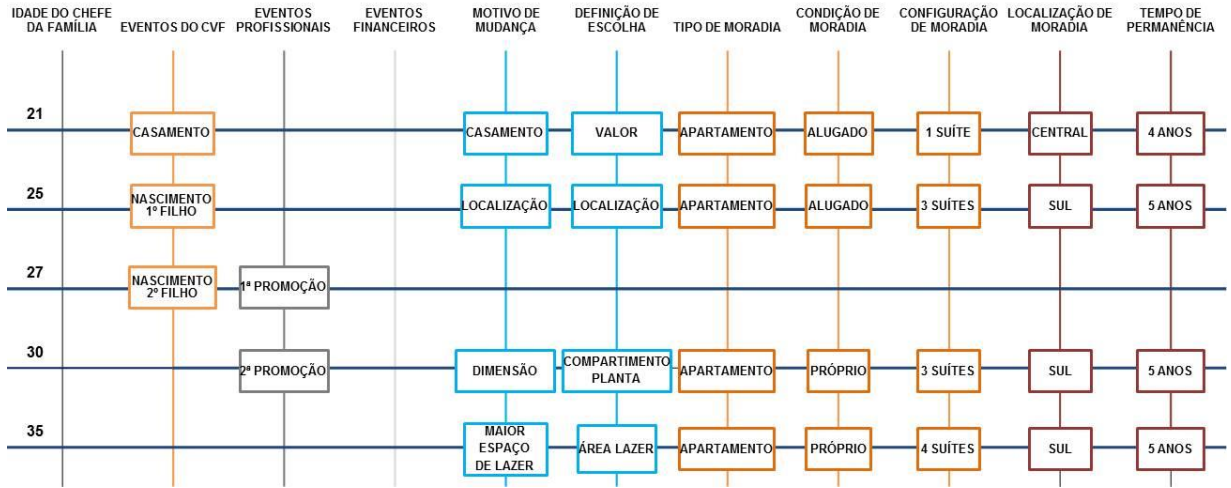 IDADE DO CHEFE DA FAMÍLIA
EVENTOS DO CVF
EVENTOS PROFISSIONAIS
EVENTOS FINANCEIROS
MOTIVO DE MUDANÇA
DEFINIÇÃO DE ESCOLHA
TIPO DE MORADIA
CONDIÇÃO DE MORADIA
CONFIGURAÇÃO DE MORADIA
LOCALIZAÇÃO DE MORADIA
TEMPO DE PERMANÊNCIA
21
CASAMENTO
CASAMENTO
VALOR
APARTAMENTO
ALUGADO
1 SUÍTE
CENTRAL
4 ANOS
25
NASCIMENTO
1º FILHO
LOCALIZAÇÃO
LOCALIZAÇÃO
APARTAMENTO
ALUGADO
3 SUÍTES
SUL
5 ANOS
27
NASCIMENTO
2º FILHO
1ª PROMOÇÃO
30
2ª PROMOÇÃO
DIMENSÃO
COMPARTIMENTO
PLANTA
APARTAMENTO
PRÓPRIO
3 SUÍTES
SUL
5 ANOS
35
MAIOR
ESPAÇO
DE LAZER
ÁREA LAZER
APARTAMENTO
PRÓPRIO
4 SUÍTES
SUL
5 ANOS